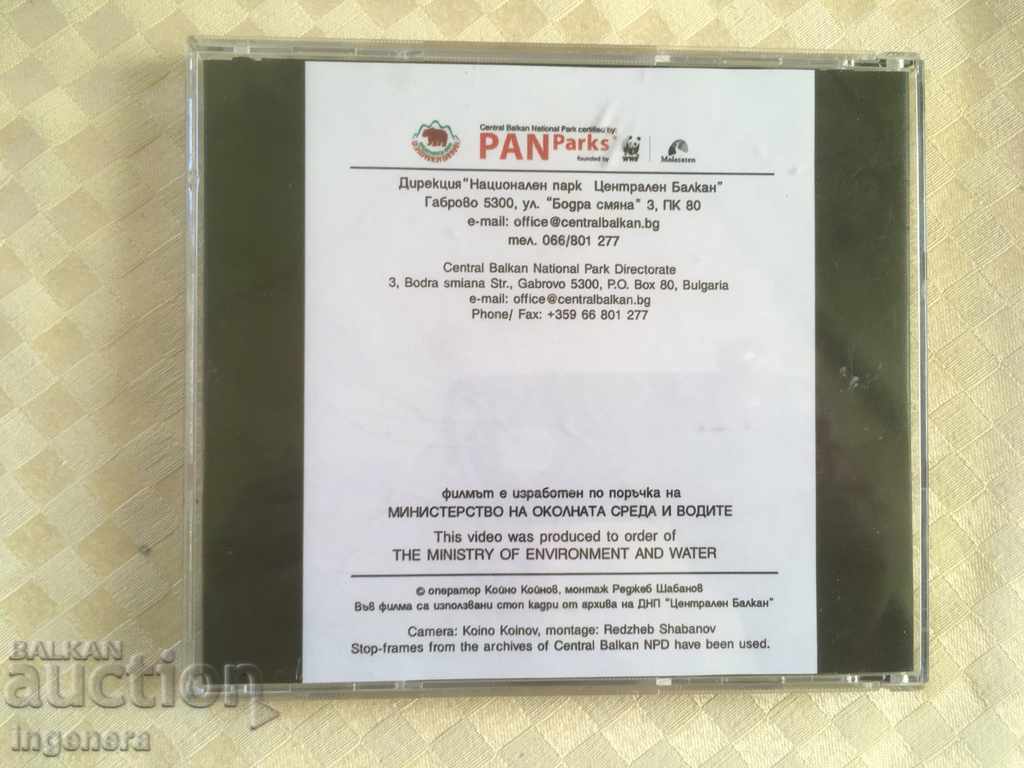 Central Balkan National Park certified by:
PAN Parks
founded by
WWF
Molecaten
Дирекция "Национален парк Централен Балкан"
Габрово 5300, ул. "Бодра смяна" 3, ПК 80
e-mail: office@centralbalkan.bg
тел. 066/801 277
Central Balkan National Park Directorate
3, Bodra smiana Str., Gabrovo 5300, P.O. Box 80, Bulgaria
e-mail: office@centralbalkan.bg
Phone/ Fax: +359 66 801 277
филмът е изработен по поръчка на
МИНИСТЕРСТВО НА ОКОЛНАТА СРЕДА И ВОДИТЕ
This video was produced to order of
THE MINISTRY OF ENVIRONMENT AND WATER
© оператор Койно Койнов, монтаж Реджеб Шабанов
Във филма са използвани стоп кадри от архива на ДНП "Централен Балкан"
Camera: Koino Koinov, montage: Redzheb Shabanov
Stop-frames from the archives of Central Balkan NPD have been used.
BALKAN
auction
ingenera